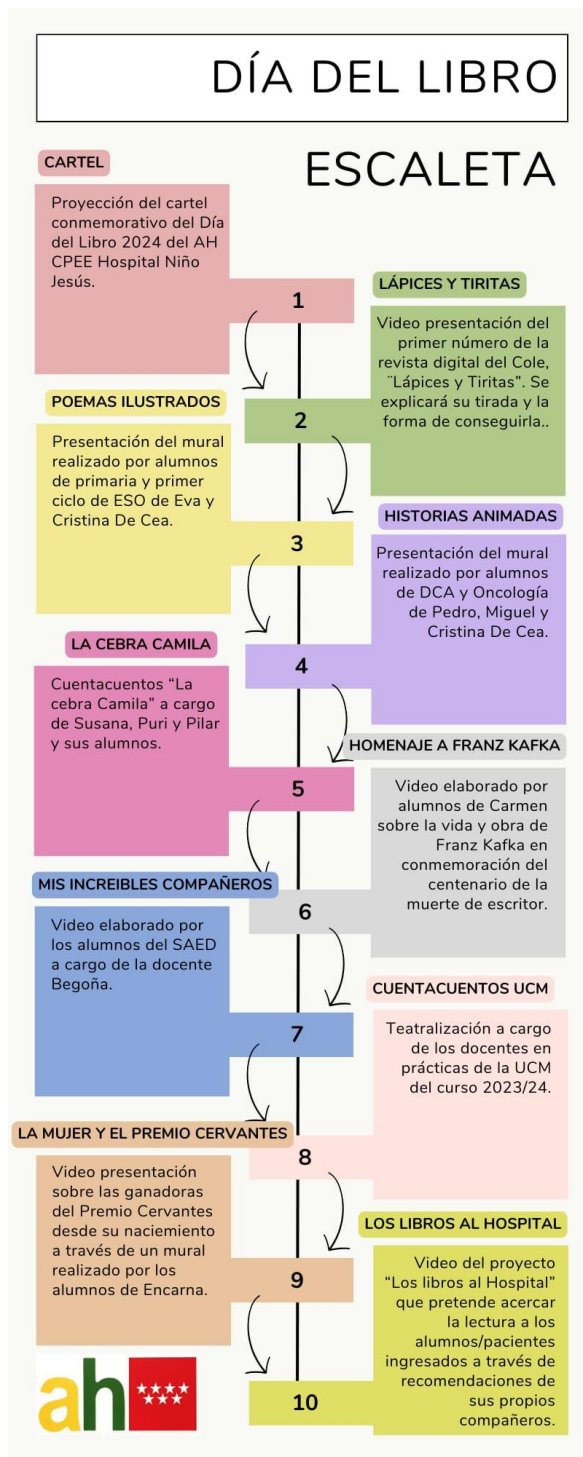 DÍA DEL LIBRO
ESCALETA
CARTEL
Proyección del cartel
conmemorativo del Día
del Libro 2024 del AH
CPEE Hospital Niño
Jesús.
1
LÁPICES Y TIRITAS
Video presentación del
primer número de la
revista digital del Cole,
¨Lápices y Tiritas”. Se
explicará su tirada y la
forma de conseguirla..
2
POEMAS ILUSTRADOS
Presentación del mural
realizado por alumnos
de primaria y primer
ciclo de ESO de Eva y
Cristina De Cea.
3
HISTORIAS ANIMADAS
Presentación del mural
realizado por alumnos
de DCA y Oncología
de Pedro, Miguel y
Cristina De Cea.
4
LA CEBRA CAMILA
Cuentacuentos “La
cebra Camila” a cargo
de Susana, Puri y Pilar
y sus alumnos.
5
HOMENAJE A FRANZ KAFKA
Video elaborado por
alumnos de Carmen
sobre la vida y obra de
Franz Kafka en
conmemoración del
centenario de la
muerte de escritor.
6
MIS INCREIBLES COMPAÑEROS
Video elaborado por
los alumnos del SAED
a cargo de la docente
Begoña.
7
CUENTACUENTOS UCM
Teatralización a cargo
de los docentes en
prácticas de la UCM
del curso 2023/24.
8
LA MUJER Y EL PREMIO CERVANTES
Video presentación
sobre las ganadoras
del Premio Cervantes
desde su naciemiento
a través de un mural
realizado por los
alumnos de Encarna.
9
LOS LIBROS AL HOSPITAL
Video del proyecto
“Los libros al Hospital”
que pretende acercar
la lectura a los
alumnos/pacientes
ingresados a través de
recomendaciones de
sus propios
compañeros.
10
ah